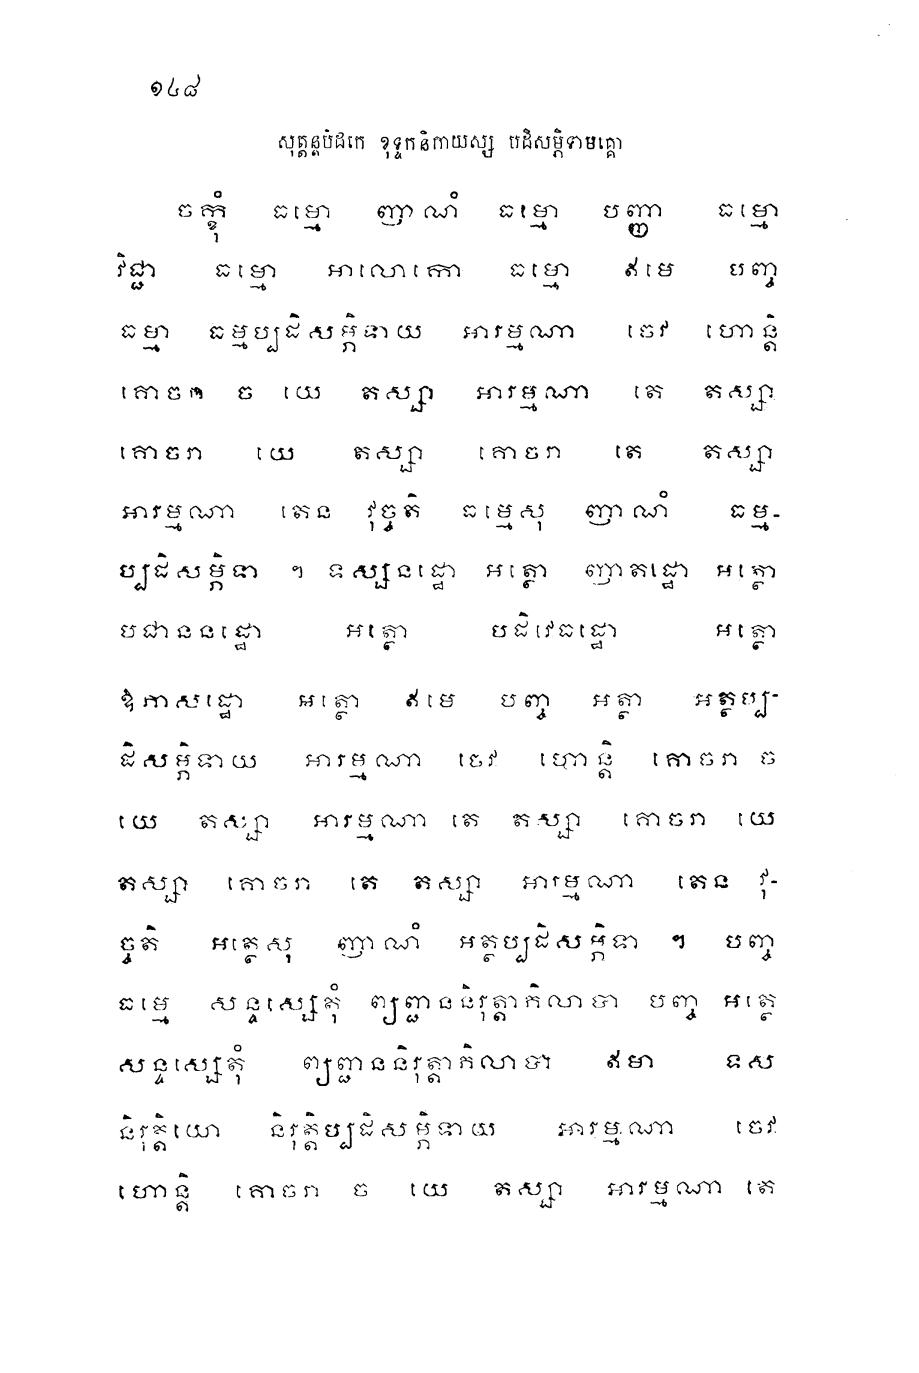 ១៤៨
សុត្តន្តបិដកេ ខុទ្ទកនិកាយស្ស បដិសម្ភិទាមគ្គោ
ចក្ខុំ ធម្មោ ញាណំ ធម្មោ បញ្ញា ធម្មោ
វិជ្ជា ធម្មោ អាលោកោ ធម្មោ ឥមេ បញ្ច
ធម្មា ធម្មប្បដិសម្ភិទាយ អារម្មណា ចេវ ហោន្តិ
គោចរា ច យេ តស្សា អារម្មណា តេ តស្សា
គោចរា យេ តស្សា គោចរា តេ តស្សា
អារម្មណា តេន វុច្ចតិ ធម្មេសុ ញាណំ ធម្ម-
ប្បដិសម្ភិទា ។ ទស្សនដ្ឋោ អត្ថោ ញាតដ្ឋោ អត្ថោ
បជាននដ្ឋោ អត្ថោ បដិវេធដ្ឋោ អត្ថោ
ឱភាសដ្ឋោ អត្ថោ ឥមេ បញ្ច អត្ថា អត្ថប្ប-
ដិសម្ភិទាយ អារម្មណា ចេវ ហោន្តិ គោចរា ច
យេ តស្សា អារម្មណា តេ តស្សា គោចរា យេ
តស្សា គោចរា តេ តស្សា អារម្មណា តេន វុ-
ច្ចតិ អត្ថេសុ ញាណំ អត្ថប្បដិសម្ភិទា ។ បញ្ច
ធម្មេ សន្ទស្សេតុំ ព្យញ្ជននិរុត្តាភិលាបា បញ្ច អត្ថេ
សន្ទស្សេតុំ ព្យញ្ជននិរុត្តាភិលាបា ឥមា ទស
និរុត្តិយោ និរុត្តិប្បដិសម្ភិទាយ អារម្មណា ចេវ
ហោន្តិ គោចរា ច យេ តស្សា អារម្មណា តេ